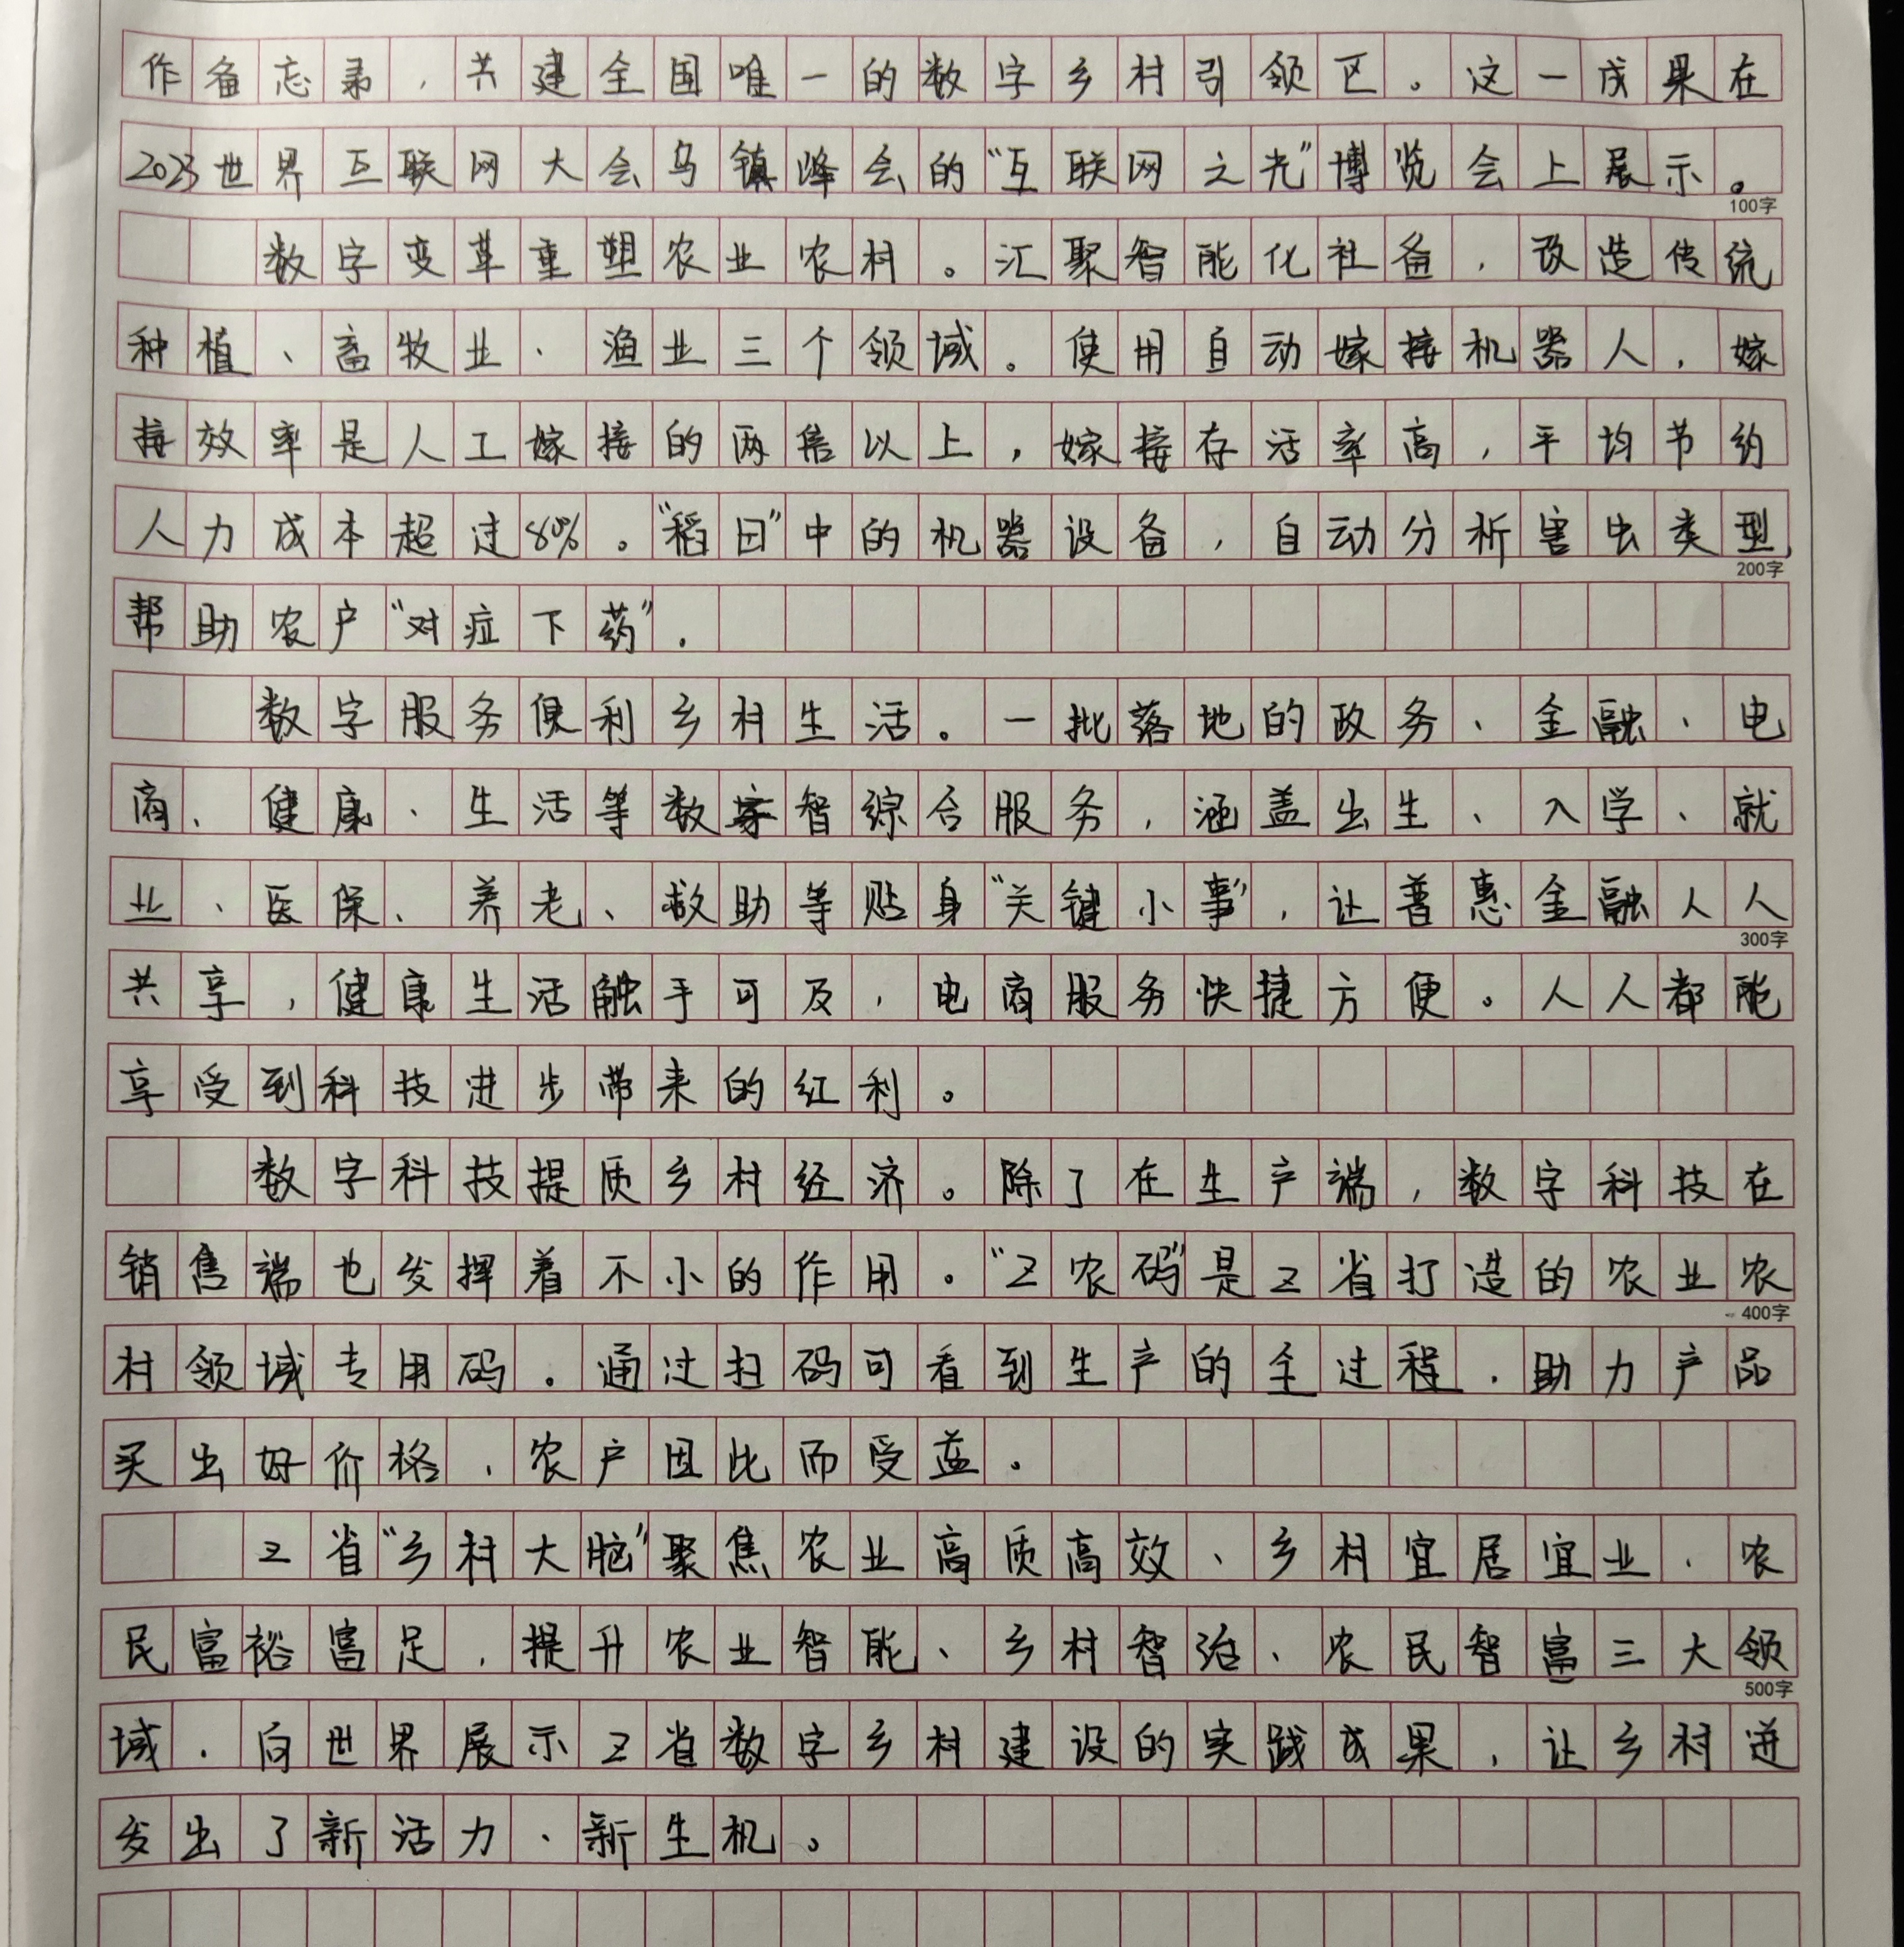 作备忘录，共建全国唯一的数字乡村引领区。这一成果在
2023世界互联网大会乌镇峰会的“互联网之光”博览会上展示。
100字
数字变革重塑农业农村。汇聚智能化社备，改造传统
种植、畜牧业、渔业三个领域。使用自动嫁接机器人，嫁
接效率是人工嫁接的两倍以上，嫁接存活率高，平均节约
人力成本超过80%。“稻田”中的机器设备，自动分析害虫类型，
200字
帮助农户“对症下药”.
数字服务便利乡村生活。一批落地的政务、金融、电
商、健康、生活等数智综合服务，涵盖出生、入学、就
业、医保、养老、救助等贴身“关键小事”，让普惠金融人人
300字
共享，健康生活触手可及，电商服务快捷方便。人人都能
享受到科技进步带来的红利。
数字科技提质乡村经济。除了在生产端，数字科技在
销售端也发挥着不小的作用。“Z农码”是Z省打造的农业农
400字
村领域专用码。通过扫码可看到生产的全过程，助力产品
买出好价格，农户因此而受益。
Z省“乡村大脑”聚焦农业高质高效、乡村宜居宜业、农
民富裕富足，提升农业智能、乡村智治、农民智富三大领
500字
域，向世界展示Z省数字乡村建设的实践成果，让乡村迸
发出了新活力、新生机。